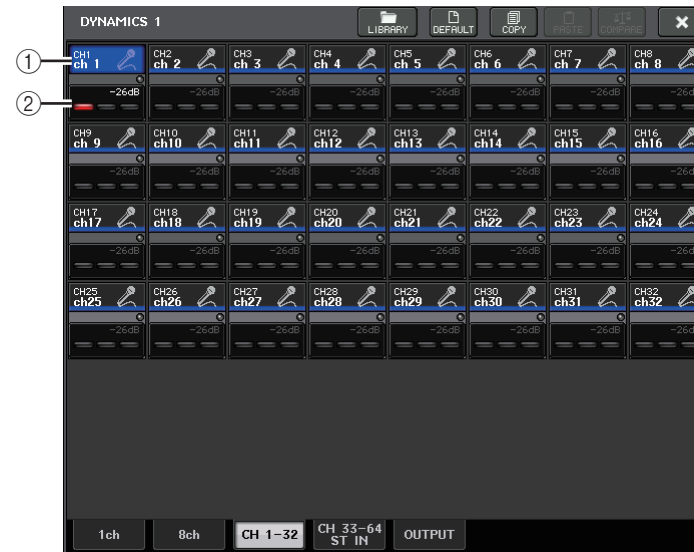 DYNAMICS 1 LIBRARY DEFAULT COPY PASTE COMPARE
① CH1 CH2 CH3 CH4 CH5 CH6 CH7 CH8
ch 1 ch 2 ch 3 ch 4 ch 5 ch 6 ch 7 ch 8
② -26dB -26dB -26dB -26dB -26dB -26dB -26dB -26dB
CH9 CH10 CH11 CH12 CH13 CH14 CH15 CH16
ch 9 ch10 ch11 ch12 ch13 ch14 ch15 ch16
-26dB -26dB -26dB -26dB -26dB -26dB -26dB -26dB
CH17 CH18 CH19 CH20 CH21 CH22 CH23 CH24
ch17 ch18 ch19 ch20 ch21 ch22 ch23 ch24
-26dB -26dB -26dB -26dB -26dB -26dB -26dB -26dB
CH25 CH26 CH27 CH28 CH29 CH30 CH31 CH32
ch25 ch26 ch27 ch28 ch29 ch30 ch31 ch32
-26dB -26dB -26dB -26dB -26dB -26dB -26dB -26dB
1ch 8ch CH 1-32 CH 33-64 OUTPUT
ST IN